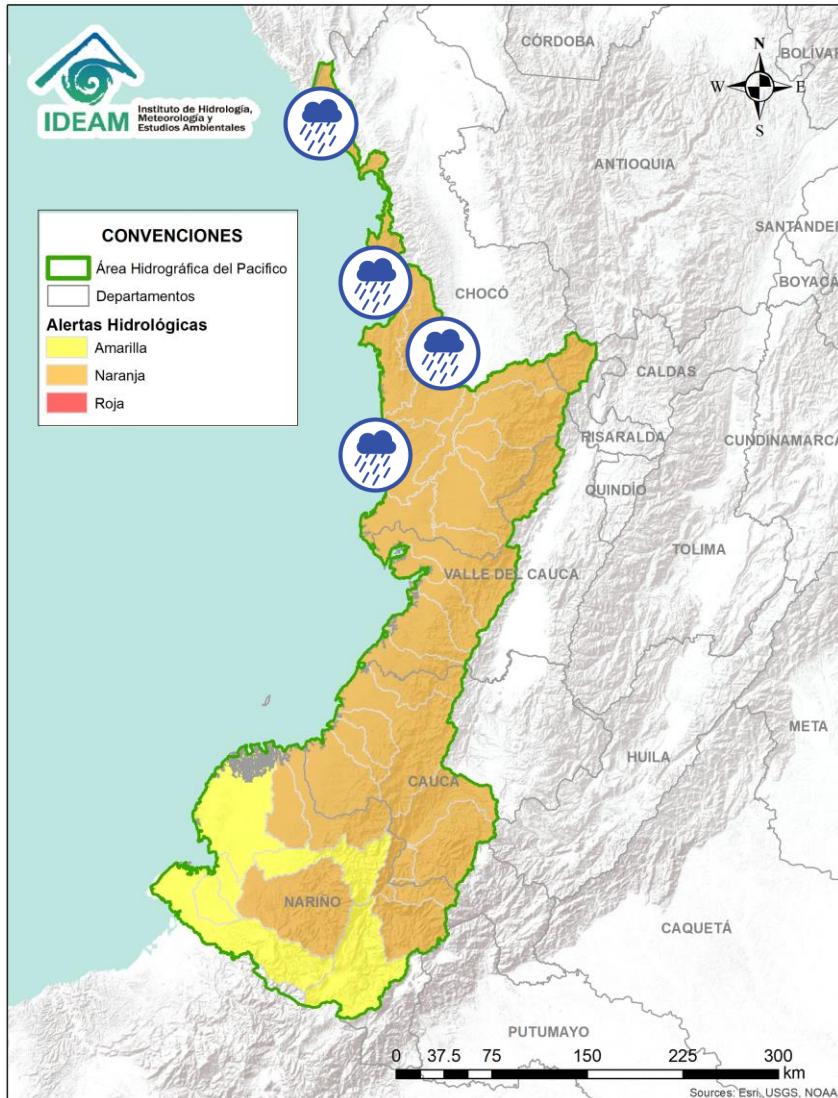 IDEAM
Instituto de Hidrología,
Meteorología y
Estudios Ambientales
CÓRDOBA
BOLÍVAR
N
W
E
S
ANTIOQUIA
SANTANDER
BOYACÁ
CONVENCIONES
Área Hidrográfica del Pacifico
Departamentos
Alertas Hidrológicas
Amarilla
Naranja
Roja
CHOCÓ
CALDAS
RISARALDA
CUNDINAMARCA
QUINDÍO
TOLIMA
VALLE DEL CAUCA
META
HUILA
CAUCA
NARIÑO
CAQUETÁ
PUTUMAYO
0 37.5 75 150 225 300
km
Sources: Esri, USGS, NOAA